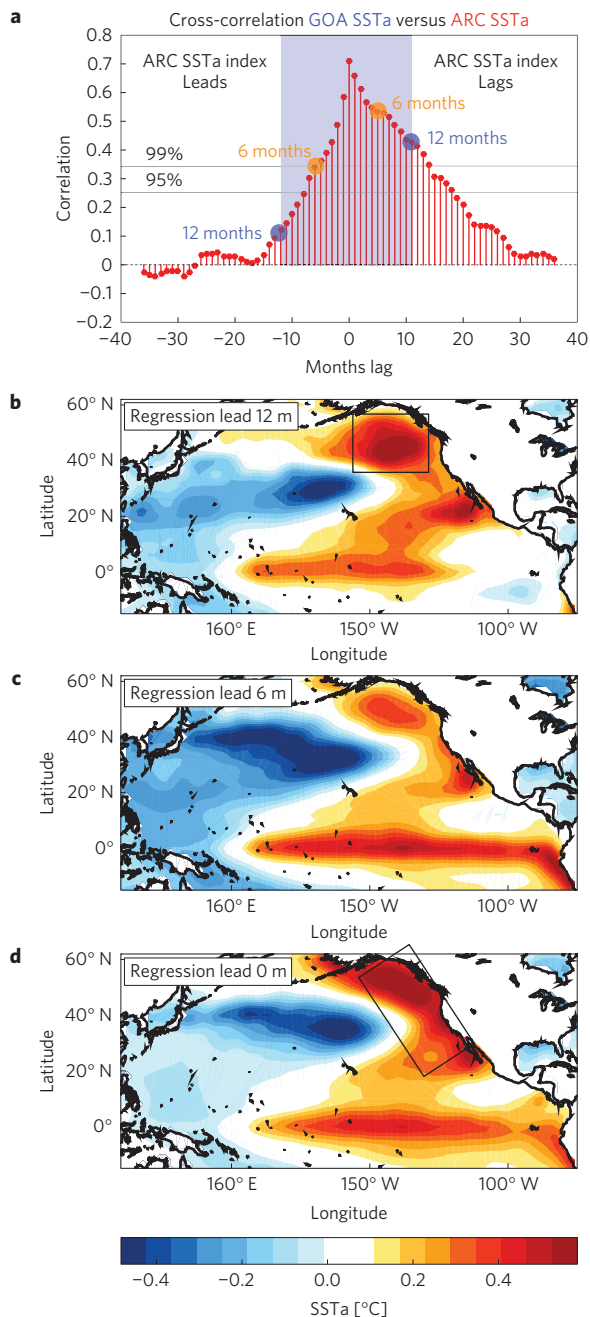 a
Cross-correlation GOA SSTa versus ARC SSTa
0.8
0.7
0.6
0.5
0.4
0.3
0.2
0.1
0
−0.1
−0.2
Correlation
ARC SSTa index
Leads
ARC SSTa index
Lags
6 months
12 months
99%
6 months
95%
12 months
−40 −30 −20 −10 0 10 20 30 40
Months lag
b
Regression lead 12 m
60° N
40° N
20° N
0°
Latitude
160° E 150° W 100° W
Longitude
c
Regression lead 6 m
60° N
40° N
20° N
0°
Latitude
160° E 150° W 100° W
Longitude
d
Regression lead 0 m
60° N
40° N
20° N
0°
Latitude
160° E 150° W 100° W
Longitude
−0.4 −0.2 0.0 0.2 0.4
SSTa [°C]